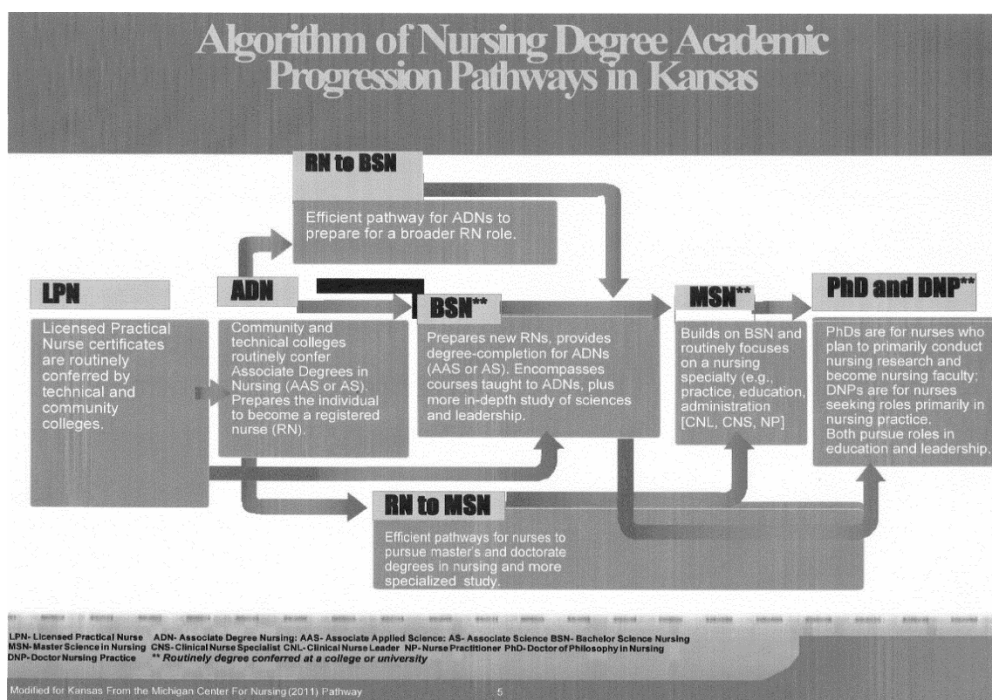 Algorithm of Nursing Degree Academic
Progression Pathways in Kansas
RN to BSN
Efficient pathway for ADNs to
prepare for a broader RN role.
LPN
Licensed Practical
Nurse certificates
are routinely
conferred by
technical and
community
colleges.
ADN
Community and
technical colleges
routinely confer
Associate Degrees in
Nursing (AAS or AS).
Prepares the individual
to become a registered
nurse (RN).
BSN**
Prepares new RNs, provides
degree-completion for ADNs
(AAS or AS). Encompasses
courses taught to ADNs, plus
more in-depth study of sciences
and leadership.
MSN**
Builds on BSN and
routinely focuses
on a nursing
specialty (e.g.,
practice, education,
administration
[CNL, CNS, NP]
PhD and DNP**
PhDs are for nurses who
plan to primarily conduct
nursing research and
become nursing faculty;
DNPs are for nurses
seeking roles primarily in
nursing practice.
Both pursue roles in
education and leadership.
RN to MSN
Efficient pathways for nurses to
pursue master's and doctorate
degrees in nursing and more
specialized study.
LPN- Licensed Practical Nurse ADN- Associate Degree Nursing: AAS- Associate Applied Science: AS- Associate Science BSN- Bachelor Science Nursing
MSN- Master Science in Nursing CNS- Clinical Nurse Specialist CNL- Clinical Nurse Leader NP- Nurse Practitioner PhD- Doctor of Philosophy in Nursing
DNP- Doctor Nursing Practice ** Routinely degree conferred at a college or university
Modified for Kansas From the Michigan Center For Nursing (2011) Pathway 5